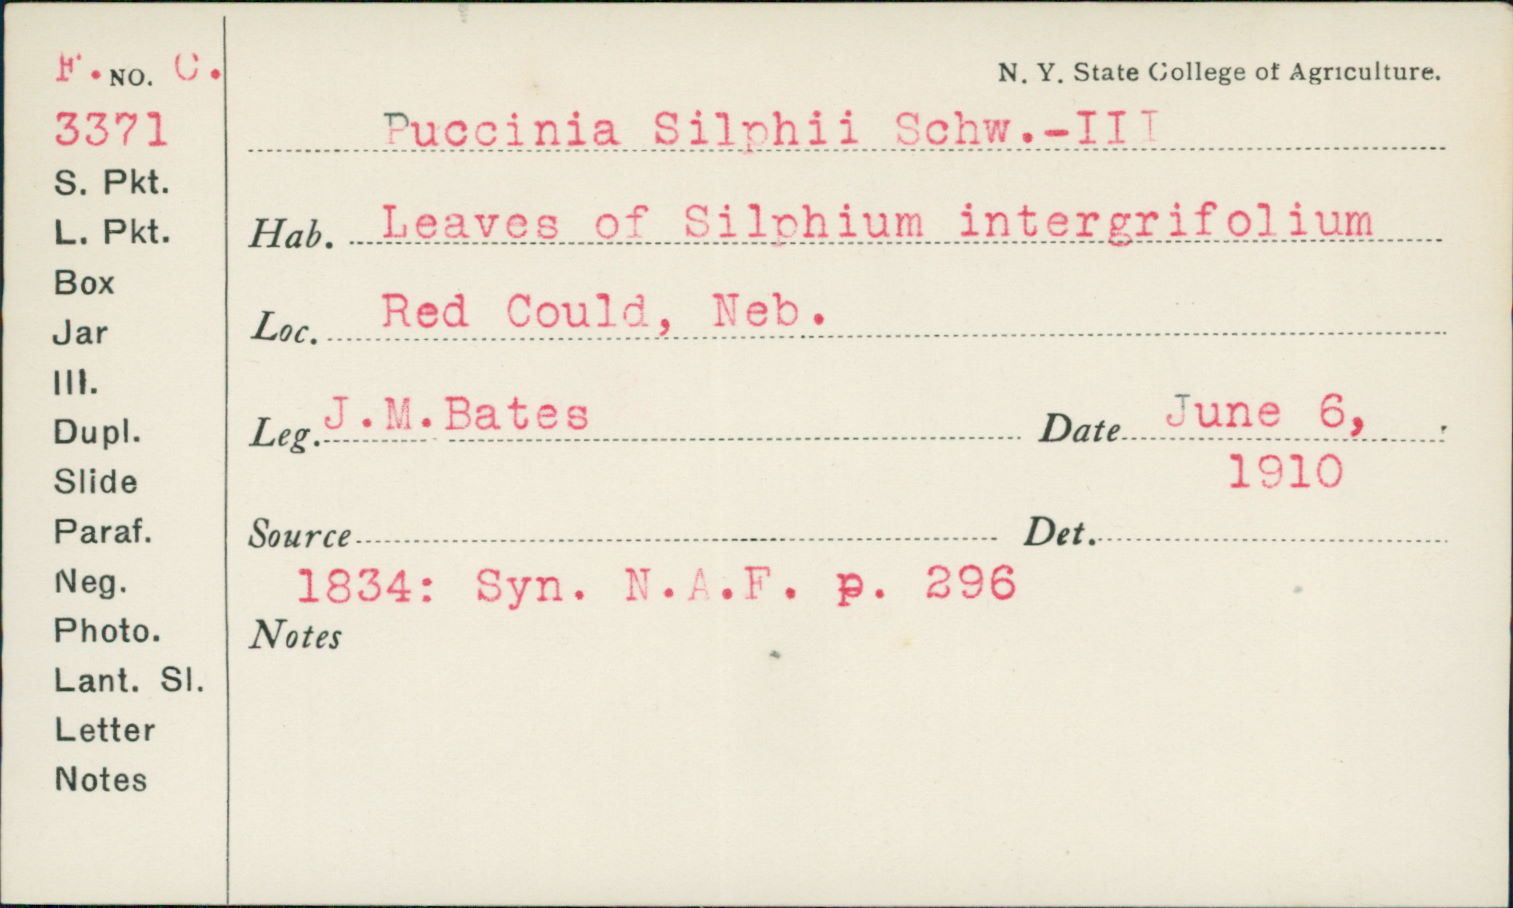 F. NO. C.
N. Y. State College of Agriculture.
3371
Puccinia Silphii Schw.-III
S. Pkt.
L. Pkt.
Hab. Leaves of Silphium intergrifolium
Box
Loc. Red Could, Neb.
Jar
Ill.
Dupl.
Leg. J.M.Bates Date June 6,
1910
Slide
Paraf.
Source Det.
Neg.
1834: Syn. N.A.F. p. 296
Photo.
Notes
Lant. Sl.
Letter
Notes